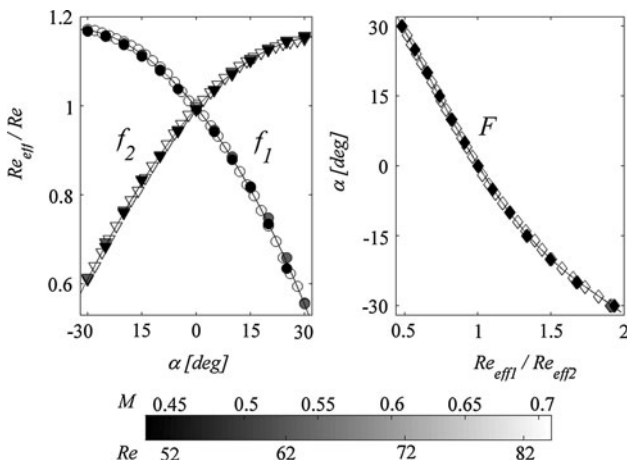 1.2
1
0.8
0.6
Re_eff / Re
f_2
f_1
-30 15 0 15 30
α [deg]
30
15
0
-15
-30
α [deg]
F
0.5 1 1.5 2
Re_eff1 / Re_eff2
M 0.45 0.5 0.55 0.6 0.65 0.7
Re 52 62 72 82